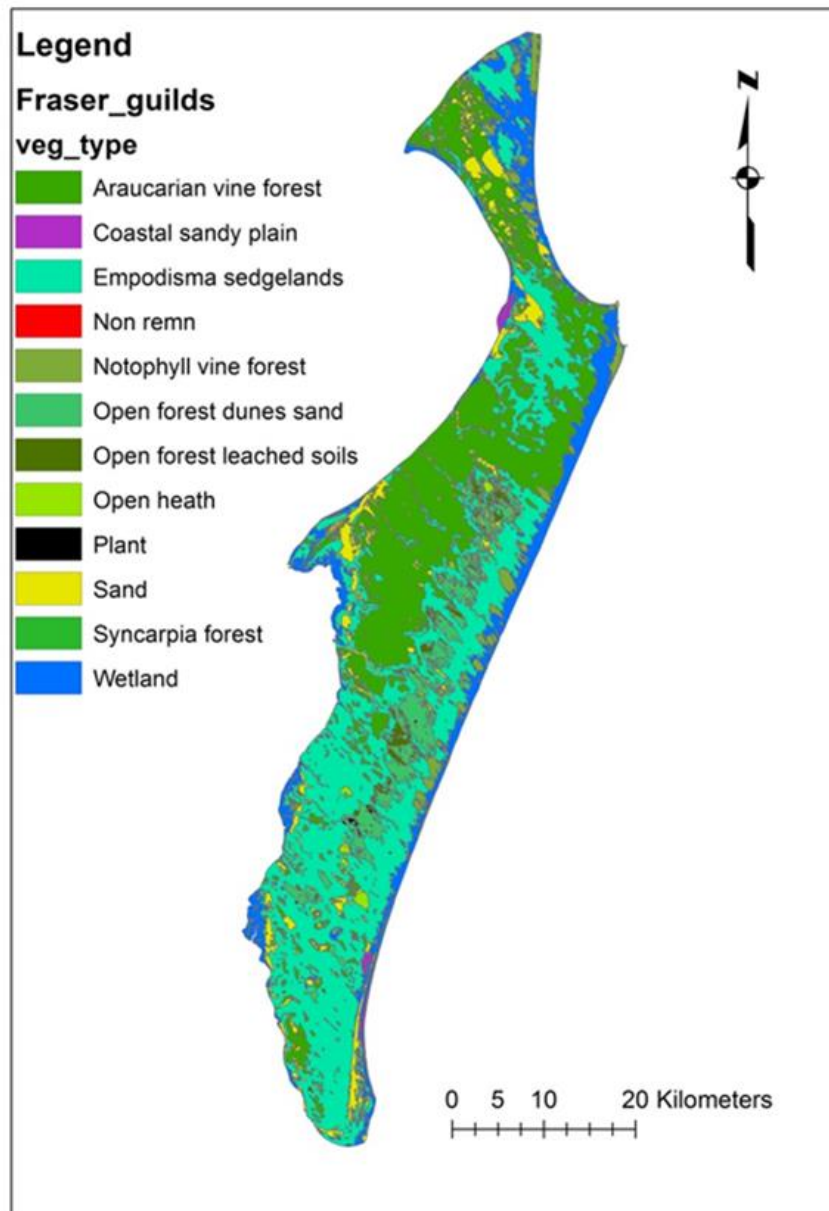 Legend
Fraser_guilds
veg_type
Araucarian vine forest
Coastal sandy plain
Empodisma sedgelands
Non remn
Notophyll vine forest
Open forest dunes sand
Open forest leached soils
Open heath
Plant
Sand
Syncarpia forest
Wetland
N
0 5 10 20 Kilometers